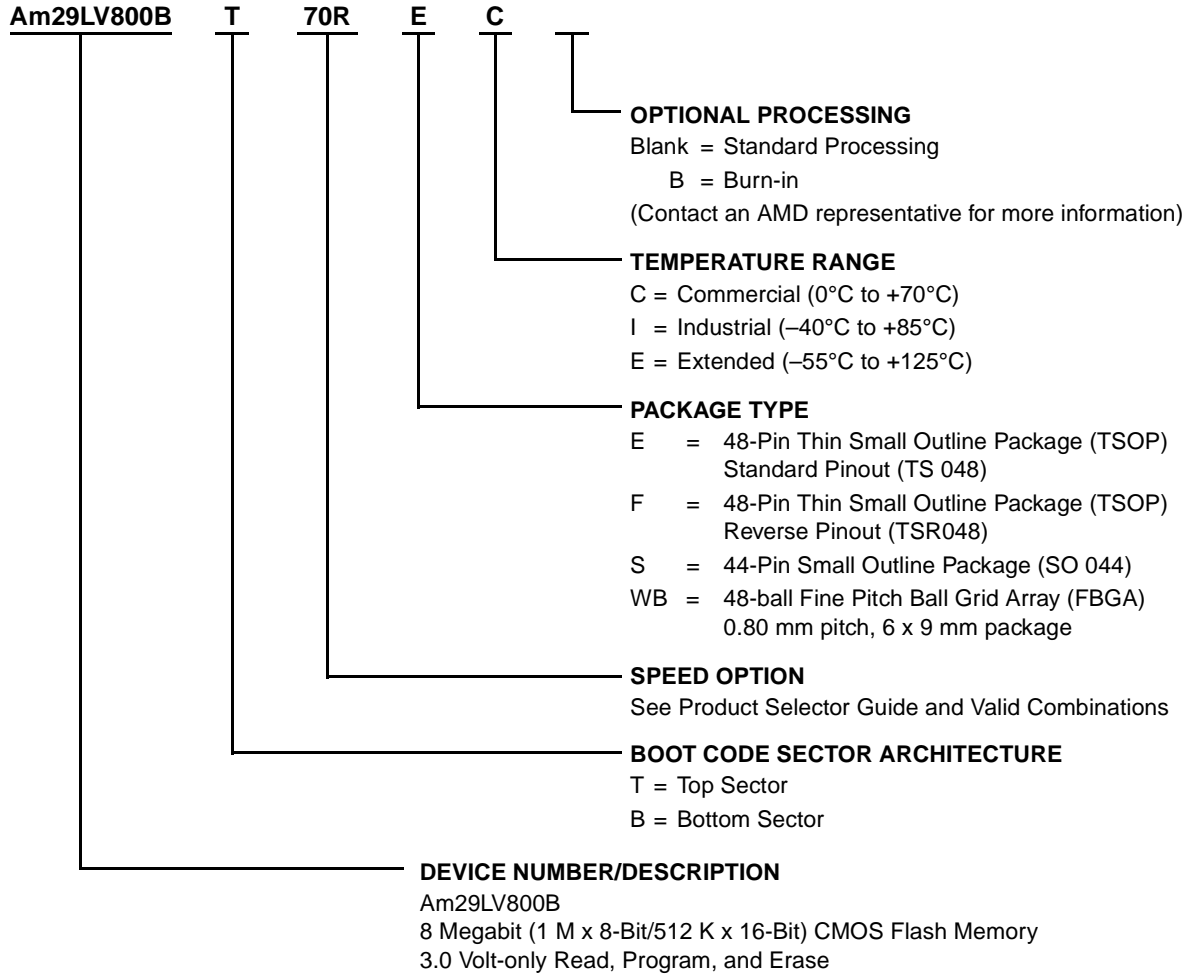 Am29LV800B T 70R E C
OPTIONAL PROCESSING
Blank = Standard Processing
B = Burn-in
(Contact an AMD representative for more information)
TEMPERATURE RANGE
C = Commercial (0°C to +70°C)
I = Industrial (–40°C to +85°C)
E = Extended (–55°C to +125°C)
PACKAGE TYPE
E = 48-Pin Thin Small Outline Package (TSOP)
Standard Pinout (TS 048)
F = 48-Pin Thin Small Outline Package (TSOP)
Reverse Pinout (TSR048)
S = 44-Pin Small Outline Package (SO 044)
WB = 48-ball Fine Pitch Ball Grid Array (FBGA)
0.80 mm pitch, 6 x 9 mm package
SPEED OPTION
See Product Selector Guide and Valid Combinations
BOOT CODE SECTOR ARCHITECTURE
T = Top Sector
B = Bottom Sector
DEVICE NUMBER/DESCRIPTION
Am29LV800B
8 Megabit (1 M x 8-Bit/512 K x 16-Bit) CMOS Flash Memory
3.0 Volt-only Read, Program, and Erase